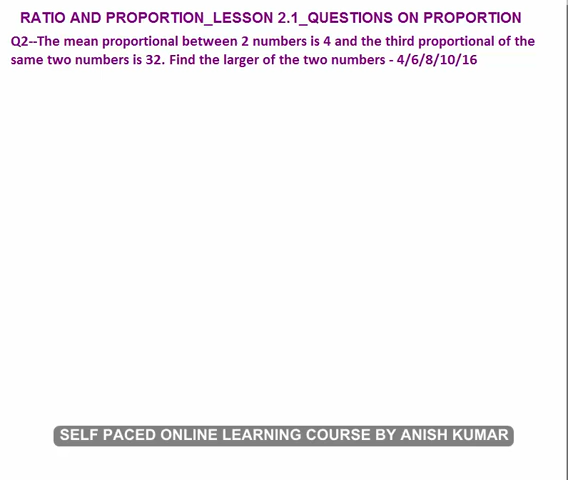 RATIO AND PROPORTION_LESSON 2.1_QUESTIONS ON PROPORTION
Q2--The mean proportional between 2 numbers is 4 and the third proportional of the
same two numbers is 32. Find the larger of the two numbers - 4/6/8/10/16
SELF PACED ONLINE LEARNING COURSE BY ANISH KUMAR